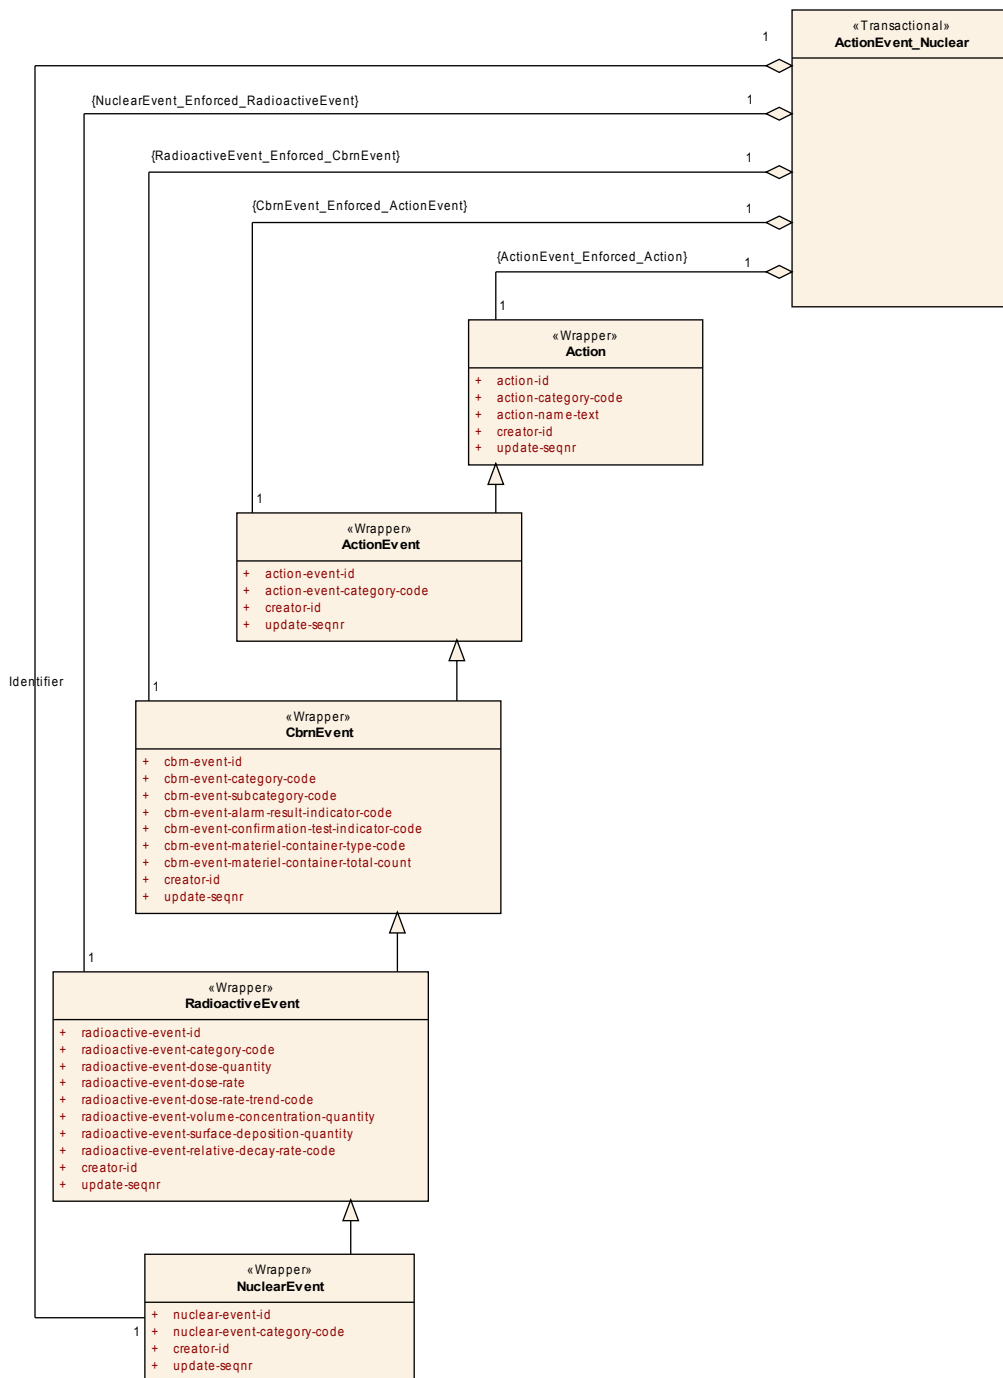 «Transactional»
ActionEvent_Nuclear
1
{NuclearEvent_Enforced_RadioactiveEvent}
1
{RadioactiveEvent_Enforced_CbrnEvent}
1
{CbrnEvent_Enforced_ActionEvent}
1
{ActionEvent_Enforced_Action}
1
1
«Wrapper»
Action
+ action-id
+ action-category-code
+ action-name-text
+ creator-id
+ update-seqnr
1
«Wrapper»
ActionEvent
+ action-event-id
+ action-event-category-code
+ creator-id
+ update-seqnr
Identifier
1
«Wrapper»
CbrnEvent
+ cbrn-event-id
+ cbrn-event-category-code
+ cbrn-event-subcategory-code
+ cbrn-event-alarm-result-indicator-code
+ cbrn-event-confirmation-test-indicator-code
+ cbrn-event-materiel-container-type-code
+ cbrn-event-materiel-container-total-count
+ creator-id
+ update-seqnr
1
«Wrapper»
RadioactiveEvent
+ radioactive-event-id
+ radioactive-event-category-code
+ radioactive-event-dose-quantity
+ radioactive-event-dose-rate
+ radioactive-event-dose-rate-trend-code
+ radioactive-event-volume-concentration-quantity
+ radioactive-event-surface-deposition-quantity
+ radioactive-event-relative-decay-rate-code
+ creator-id
+ update-seqnr
«Wrapper»
NuclearEvent
1
+ nuclear-event-id
+ nuclear-event-category-code
+ creator-id
+ update-seqnr